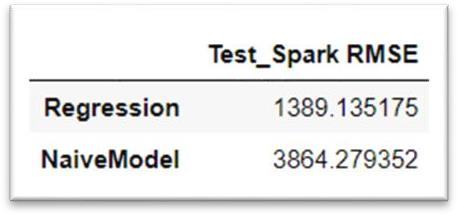 Test_Spark RMSE
Regression 1389.135175
NaiveModel 3864.279352